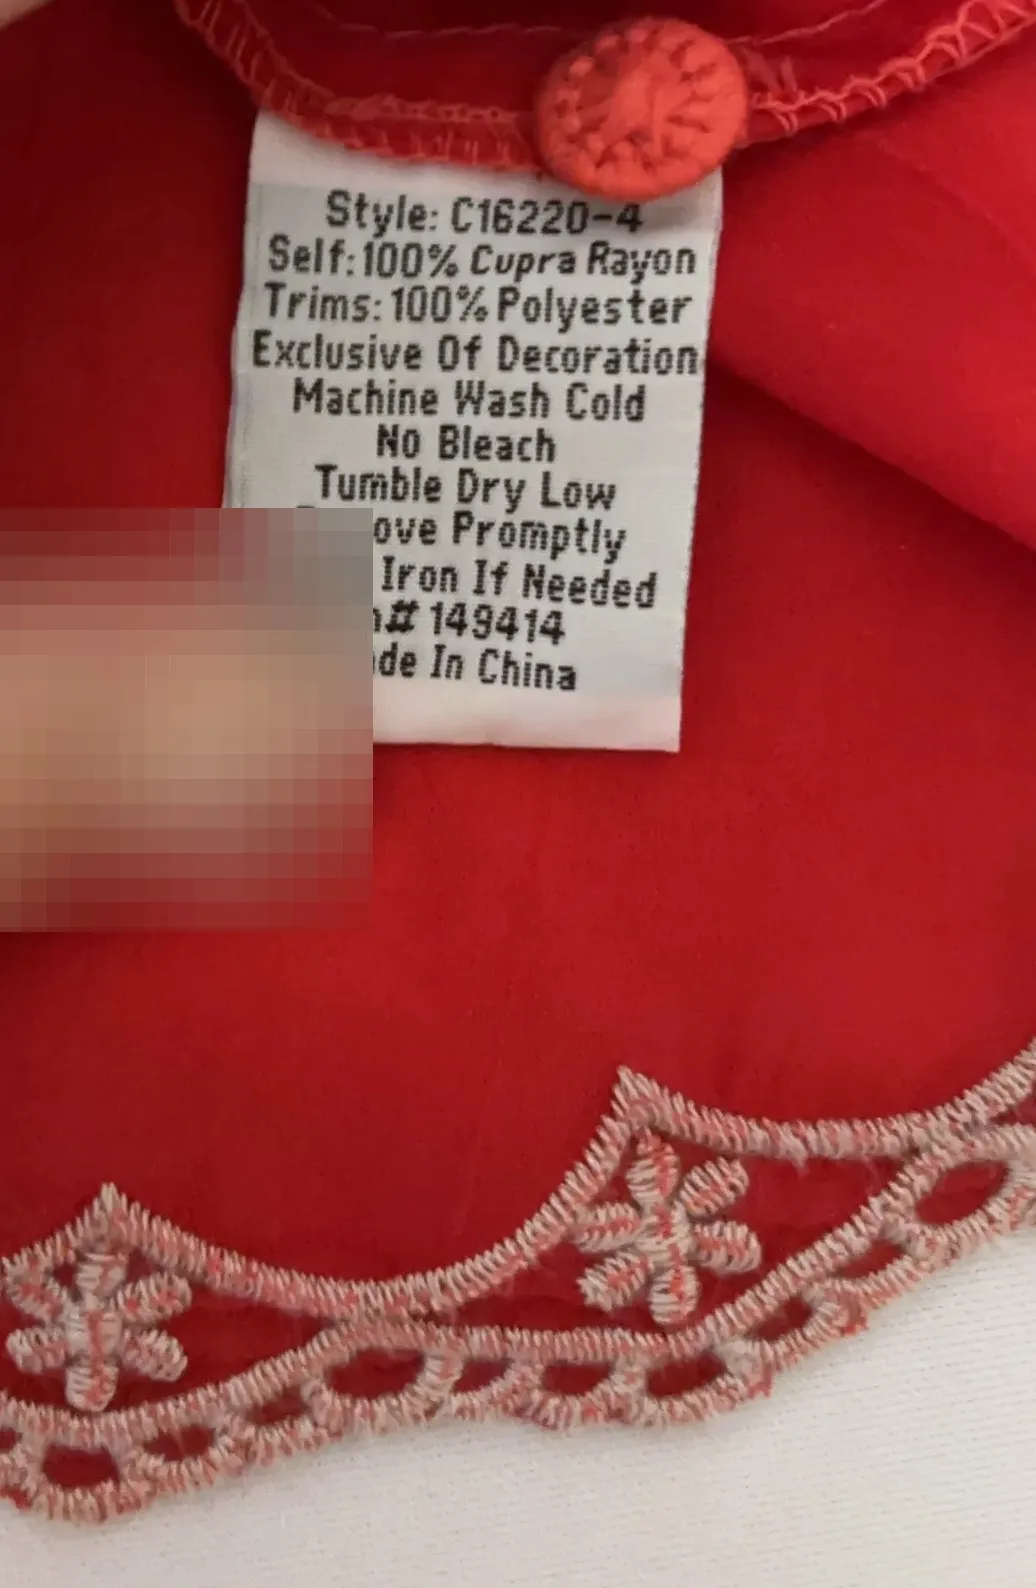 Style: C16220-4
Self: 100% Cupra Rayon
Trims: 100% Polyester
Exclusive Of Decoration
Machine Wash Cold
No Bleach
Tumble Dry Low
Promptly
Iron If Needed
149414
In China